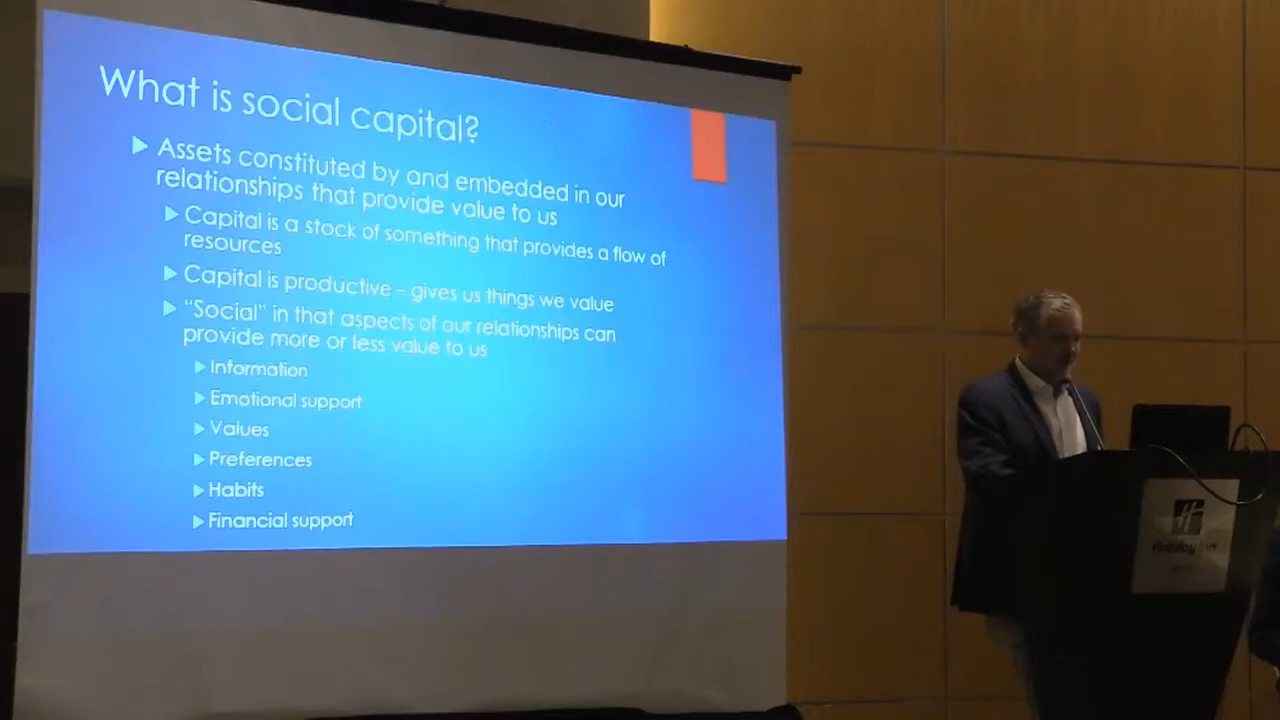 What is social capital?
Assets constituted by and embedded in our
relationships that provide value to us
Capital is a stock of something that provides a flow of
resources
Capital is productive – gives us things we value
"Social" in that aspects of our relationships can
provide more or less value to us
Information
Emotional support
Values
Preferences
Habits
Financial support
H
Holiday Inn